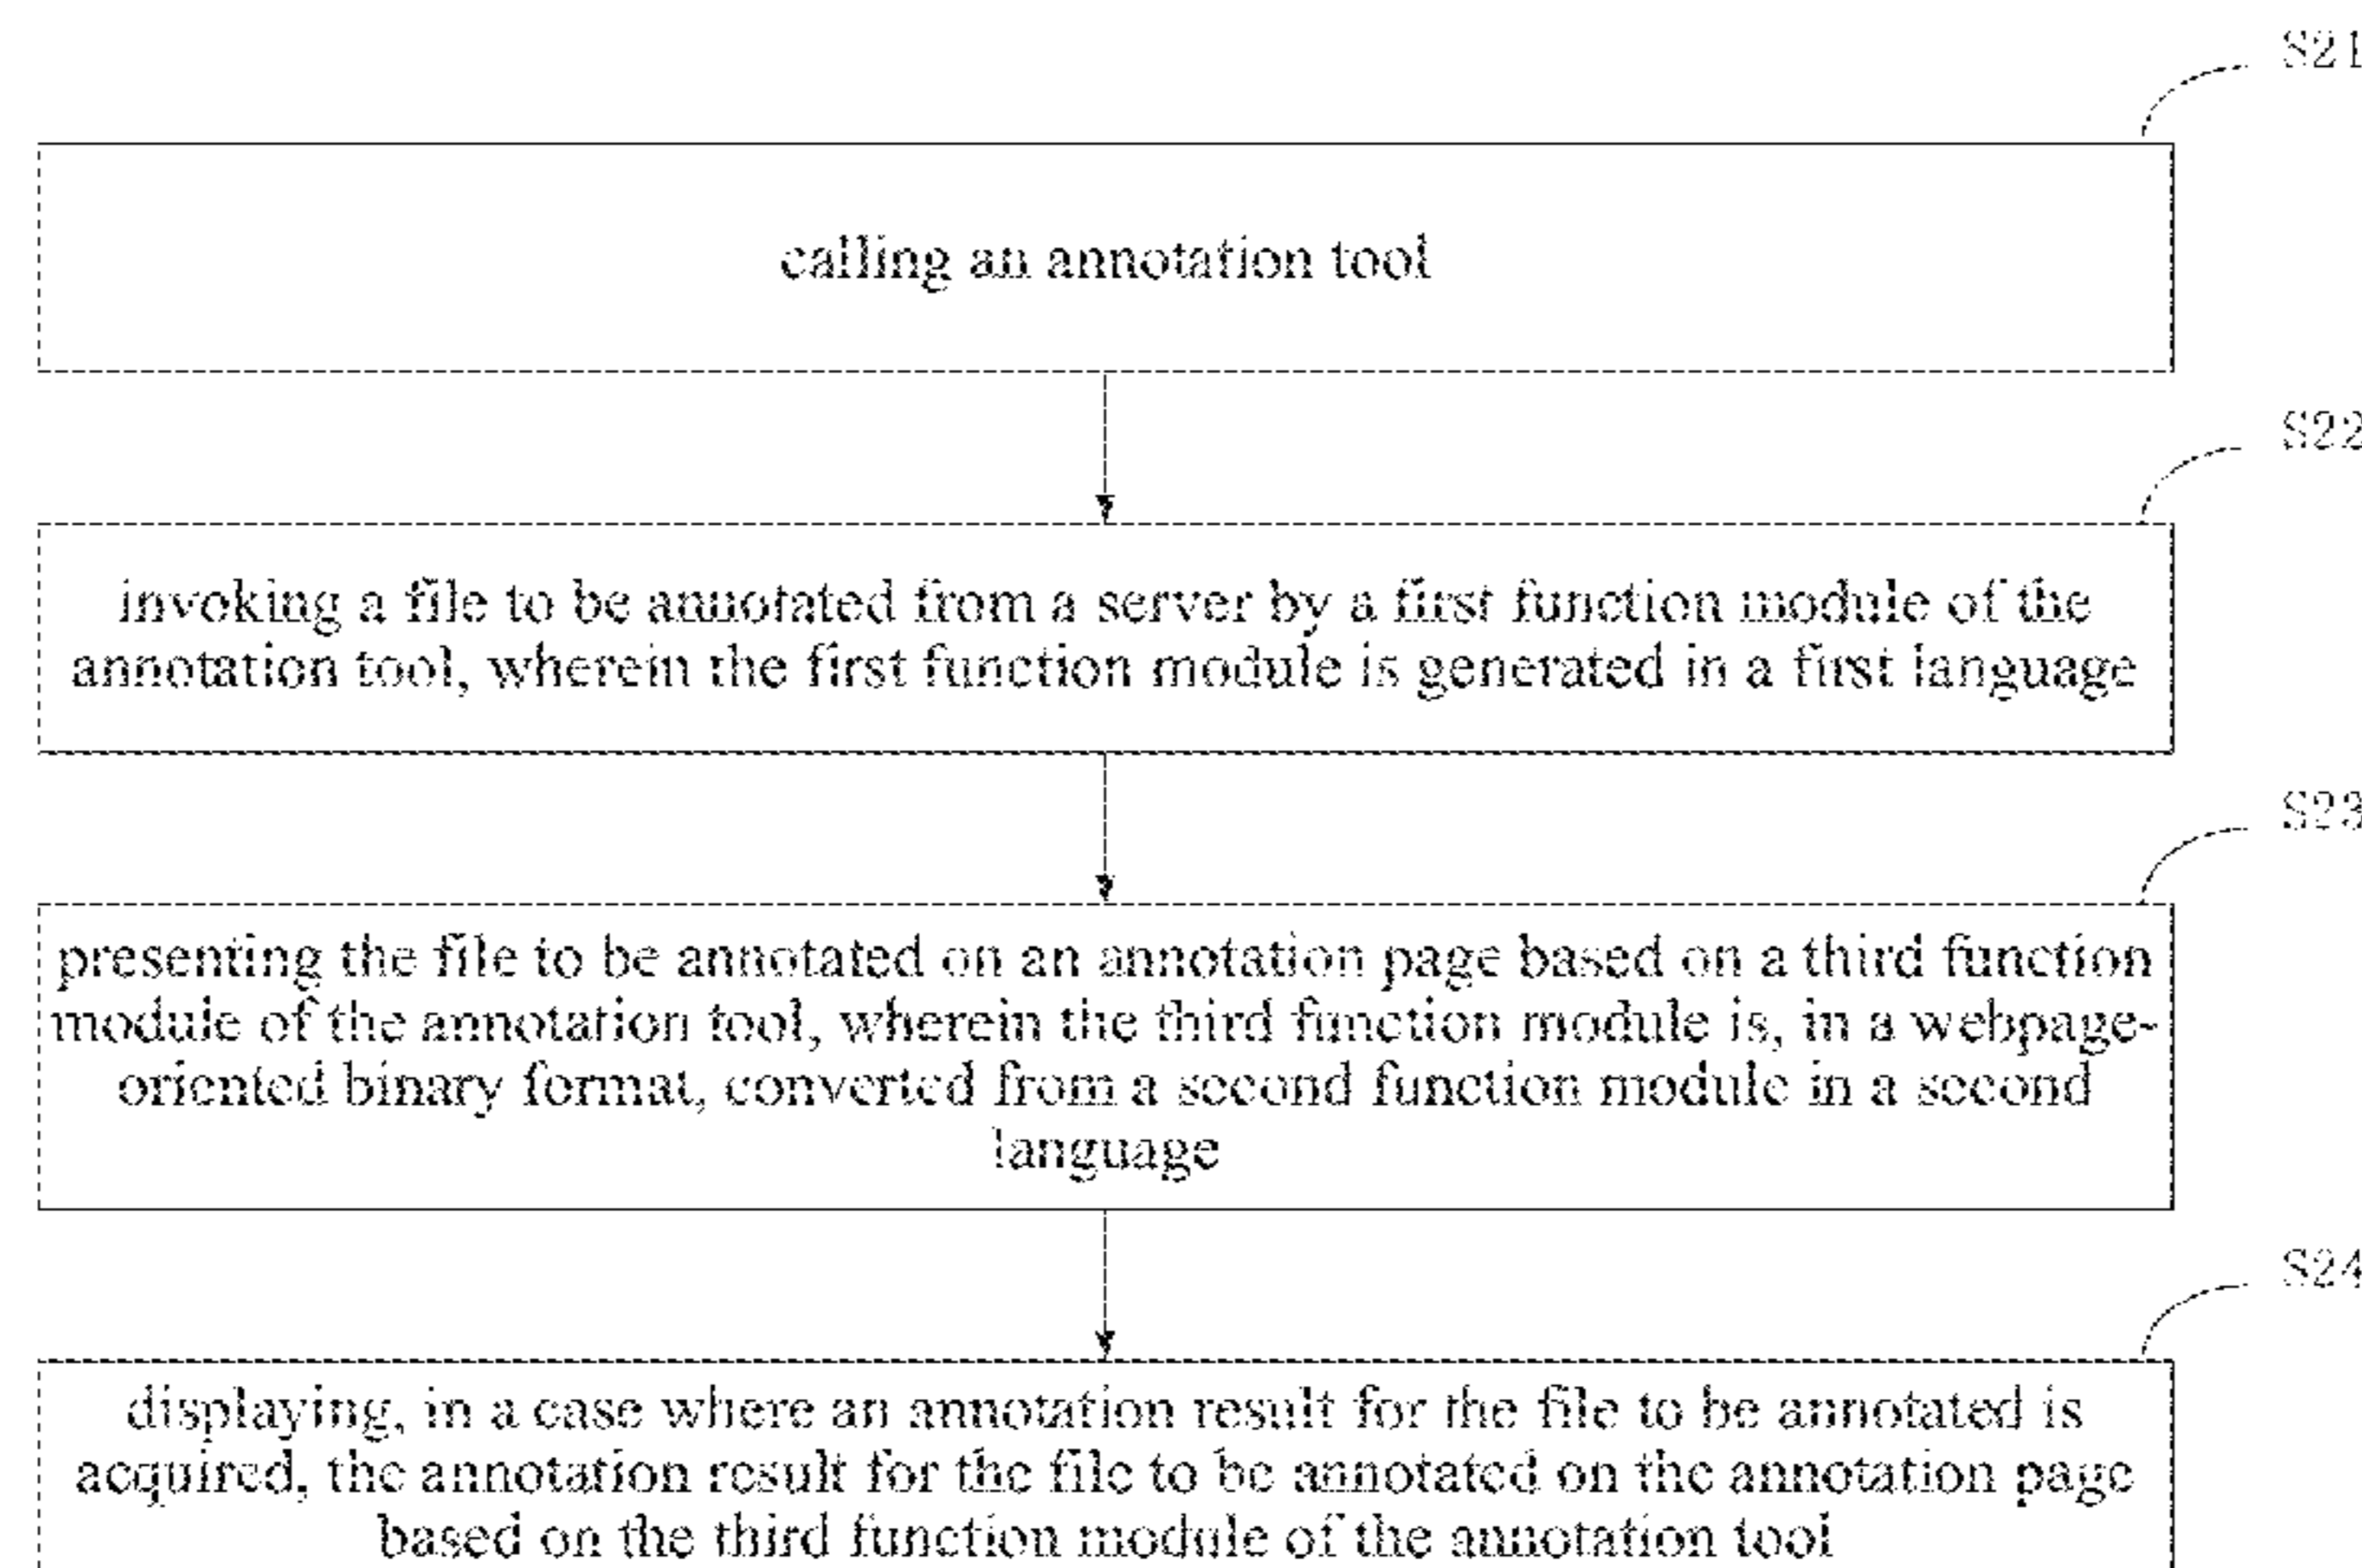 S21
calling an annotation tool
S22
invoking a file to be annotated from a server by a first function module of the
annotation tool, wherein the first function module is generated in a first language
S23
presenting the file to be annotated on an annotation page based on a third function
module of the annotation tool, wherein the third function module is, in a webpage-
oriented binary format, converted from a second function module in a second
language
S24
displaying, in a case where an annotation result for the file to be annotated is
acquired, the annotation result for the file to be annotated on the annotation page
based on the third function module of the annotation tool